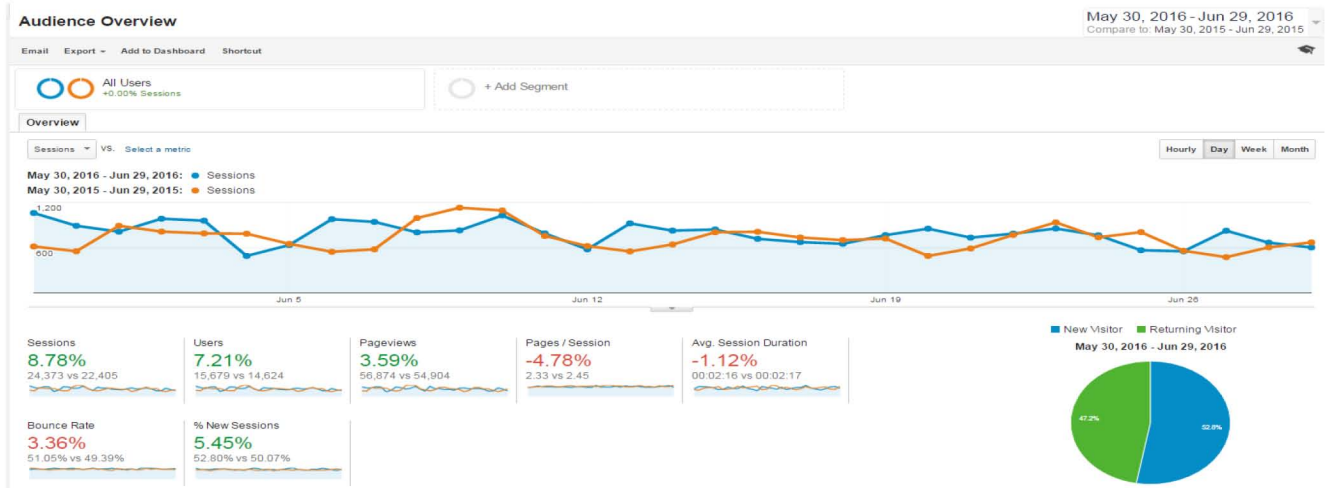 Audience Overview
May 30, 2016 - Jun 29, 2016
Compare to: May 30, 2015 - Jun 29, 2015
Email Export Add to Dashboard Shortcut
All Users
+0.00% Sessions
+ Add Segment
Overview
Sessions VS. Select a metric
Hourly Day Week Month
May 30, 2016 - Jun 29, 2016: Sessions
May 30, 2015 - Jun 29, 2015: Sessions
1,200
600
Jun 5 Jun 12 Jun 19 Jun 26
Sessions
8.78%
24,373 vs 22,405
Users
7.21%
15,679 vs 14,624
Pageviews
3.59%
56,874 vs 54,904
Pages / Session
-4.78%
2.33 vs 2.45
Avg. Session Duration
-1.12%
00:02:16 vs 00:02:17
Bounce Rate
3.36%
51.05% vs 49.39%
% New Sessions
5.45%
52.80% vs 50.07%
New Visitor Returning Visitor
May 30, 2016 - Jun 29, 2016
47.2%
52.8%